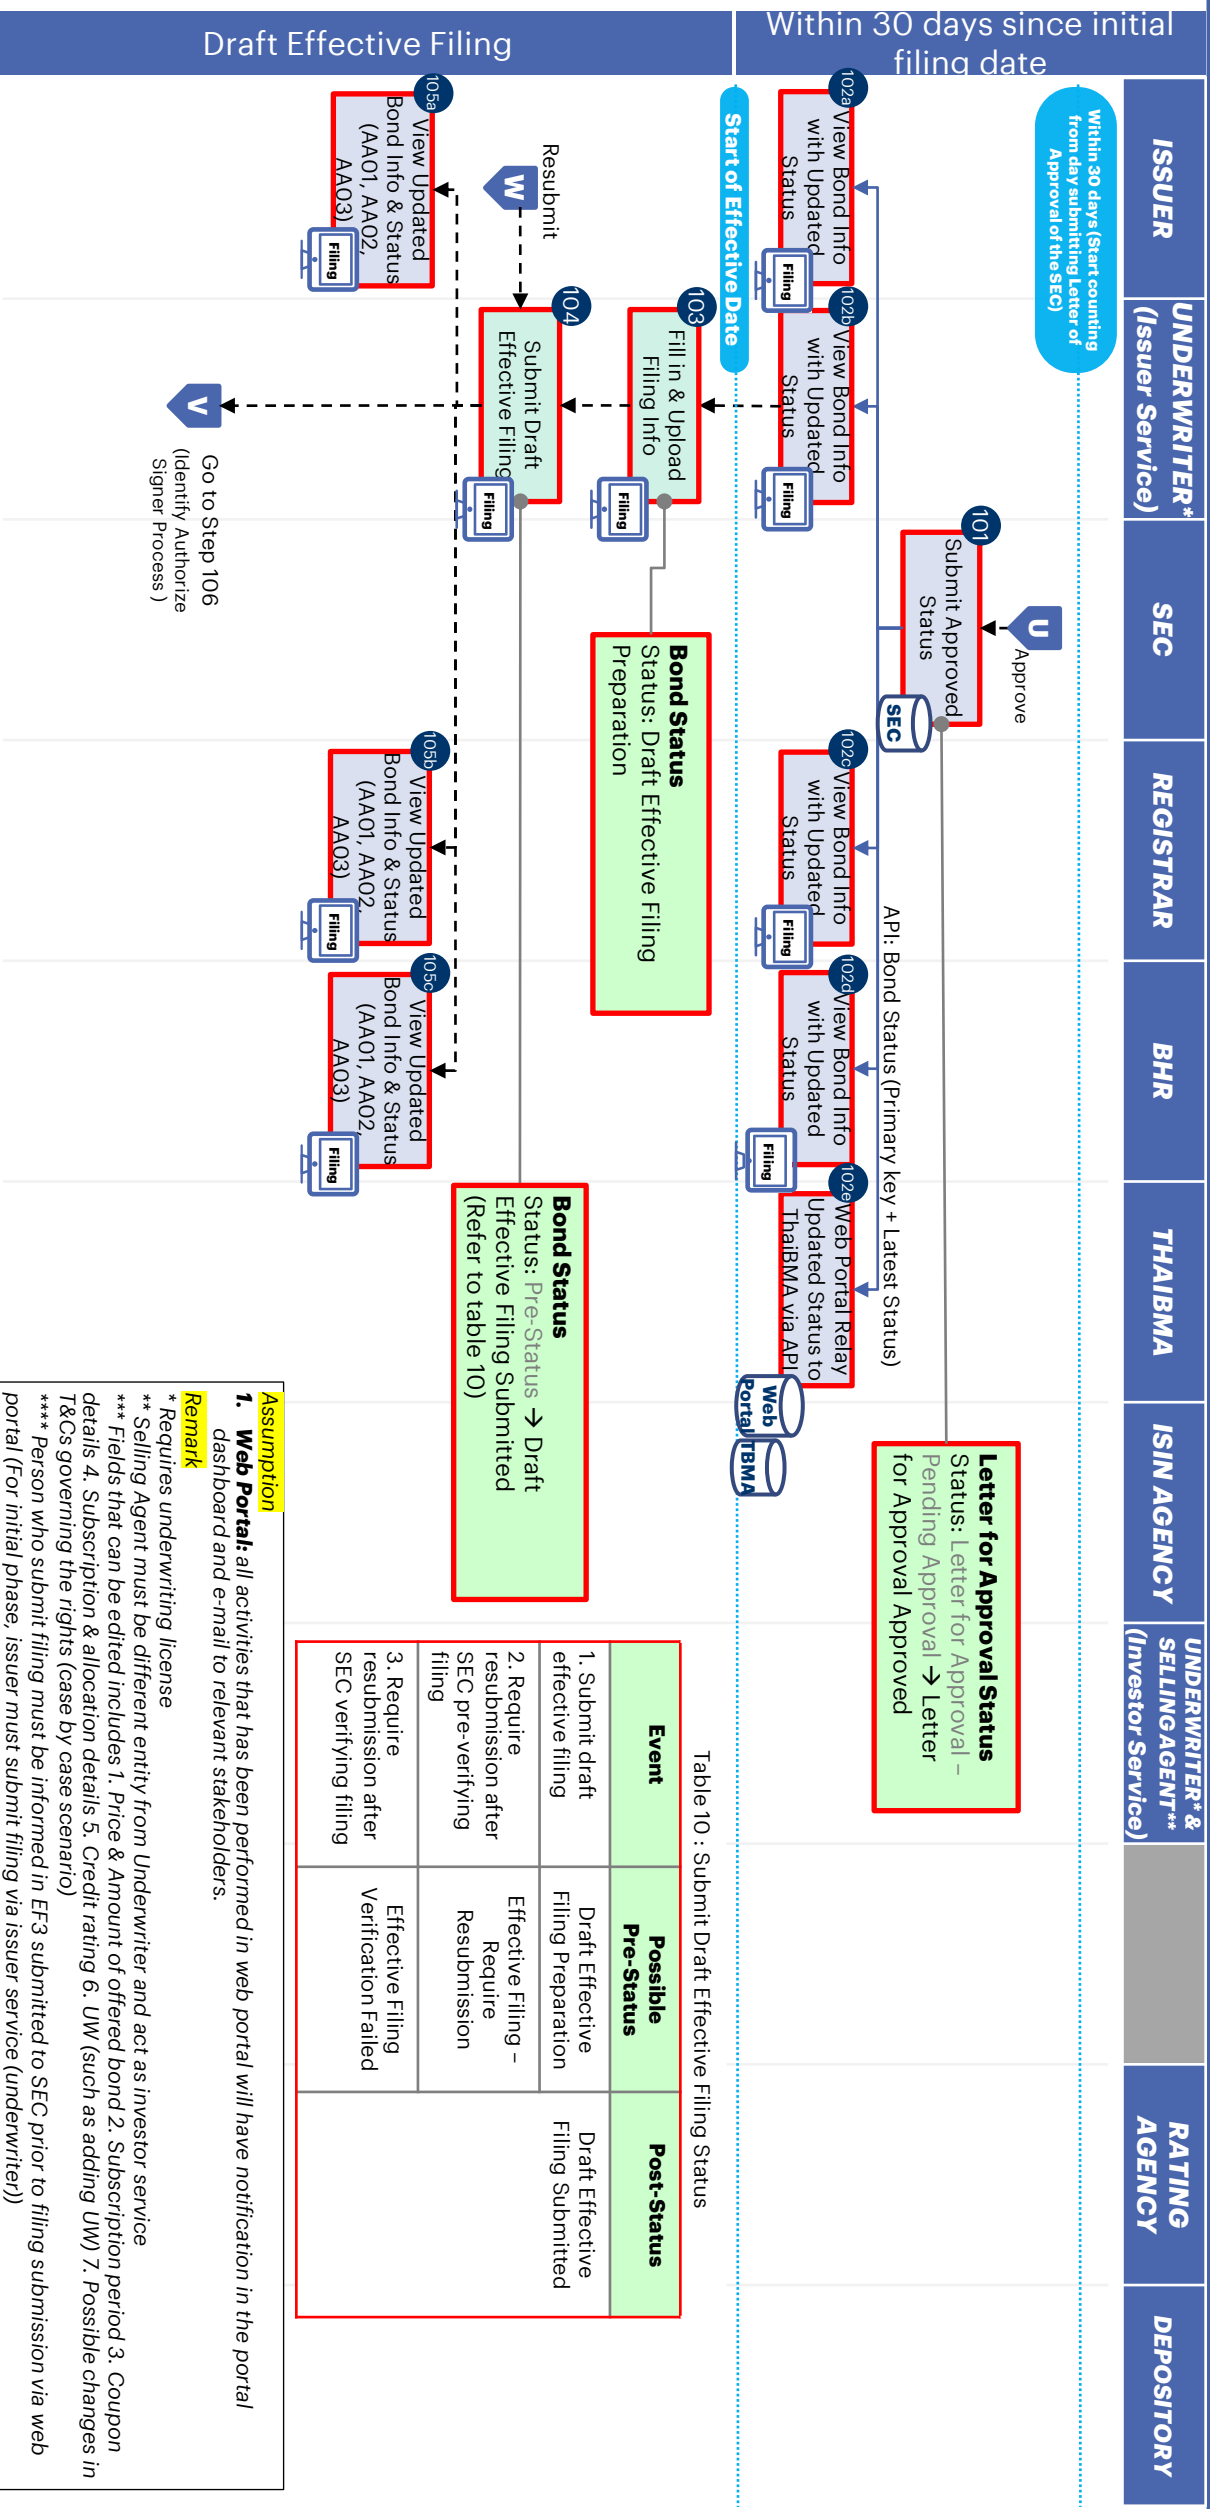 ISSUER
UNDERWRITER*
(Issuer Service)
SEC
REGISTRAR
BHR
THAIBMA
ISIN AGENCY
UNDERWRITER* &
SELLING AGENT**
(Investor Service)
RATING
AGENCY
DEPOSITORY
Within 30 days since initial
filing date
Within 30 days (Start counting
from day submitting Letter of
Approval of the SEC)
U
Approve
101
Submit Approved
Status
SEC
Letter for Approval Status
Status: Letter for Approval –
Pending Approval → Letter
for Approval Approved
API: Bond Status (Primary key + Latest Status)
102a
View Bond Info
with Updated
Status
Filing
102b
View Bond Info
with Updated
Status
Filing
102c
View Bond Info
with Updated
Status
Filing
102d
View Bond Info
with Updated
Status
Filing
102e
Web Portal Relay
Updated Status to
ThaiBMA via API
Web
Portal
TBMA
Start of Effective Date
Draft Effective Filing
103
Fill in & Upload
Filing Info
Filing
Bond Status
Status: Draft Effective Filing
Preparation
Resubmit
W
104
Submit Draft
Effective Filing
Filing
Bond Status
Status: Pre-Status → Draft
Effective Filing Submitted
(Refer to table 10)
105a
View Updated
Bond Info & Status
(AA01, AA02,
AA03)
Filing
105b
View Updated
Bond Info & Status
(AA01, AA02,
AA03)
Filing
105c
View Updated
Bond Info & Status
(AA01, AA02,
AA03)
Filing
V
Go to Step 106
(Identify Authorize
Signer Process )
Table 10 : Submit Draft Effective Filing Status
Event
Possible
Pre-Status
Post-Status
1. Submit draft
effective filing
Draft Effective
Filing Preparation
Draft Effective
Filing Submitted
2. Require
resubmission after
SEC pre-verifying
filing
Effective Filing –
Require
Resubmission
3. Require
resubmission after
SEC verifying filing
Effective Filing
Verification Failed
Assumption
1. Web Portal: all activities that has been performed in web portal will have notification in the portal
dashboard and e-mail to relevant stakeholders.
Remark
* Requires underwriting license
** Selling Agent must be different entity from Underwriter and act as investor service
*** Fields that can be edited includes 1. Price & Amount of offered bond 2. Subscription period 3. Coupon
details 4. Subscription & allocation details 5. Credit rating 6. UW (such as adding UW) 7. Possible changes in
T&Cs governing the rights (case by case scenario)
**** Person who submit filing must be informed in EF3 submitted to SEC prior to filing submission via web
portal (For initial phase, issuer must submit filing via issuer service (underwriter))